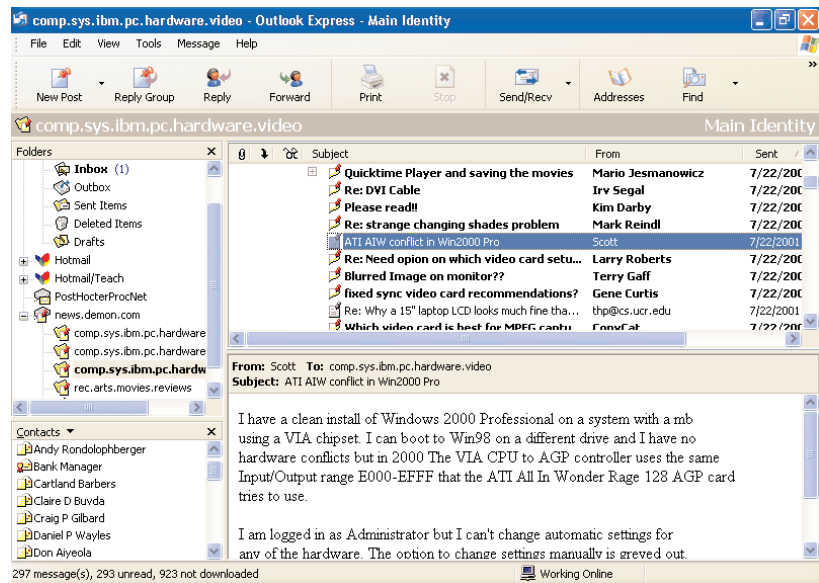 comp.sys.ibm.pc.hardware.video - Outlook Express - Main Identity
File Edit View Tools Message Help
New Post Reply Group Reply Forward Print Stop Send/Recv Addresses Find »
comp.sys.ibm.pc.hardware.video Main Identity
Folders
Inbox (1)
Outbox
Sent Items
Deleted Items
Drafts
Hotmail
Hotmail/Teach
PostHocterProcNet
news.demon.com
comp.sys.ibm.pc.hardware
comp.sys.ibm.pc.hardware
comp.sys.ibm.pc.hardw
rec.arts.movies.reviews
Contacts
Andy Rondolophberger
Bank Manager
Cartland Barbers
Claire D Buvda
Craig P Gilbard
Daniel P Wayles
Don Aiyeola
Subject From Sent
Quicktime Player and saving the movies Mario Jesmanowicz 7/22/200
Re: DVI Cable Irv Segal 7/22/200
Please read!! Kim Darby 7/22/200
Re: strange changing shades problem Mark Reindl 7/22/200
ATI AIW conflict in Win2000 Pro Scott 7/22/2001
Re: Need opion on which video card setu... Larry Roberts 7/22/200
Blurred Image on monitor?? Terry Gaff 7/22/200
fixed sync video card recommendations? Gene Curtis 7/22/200
Re: Why a 15" laptop LCD looks much fine tha... thp@cs.ucr.edu 7/22/2001
Which video card is best for MPEG captu CopyCat 7/22/200
From: Scott To: comp.sys.ibm.pc.hardware.video
Subject: ATI AIW conflict in Win2000 Pro
I have a clean install of Windows 2000 Professional on a system with a mb
using a VIA chipset. I can boot to Win98 on a different drive and I have no
hardware conflicts but in 2000 The VIA CPU to AGP controller uses the same
Input/Output range E000-EFFF that the ATI All In Wonder Rage 128 AGP card
tries to use.
I am logged in as Administrator but I can't change automatic settings for
any of the hardware. The option to change settings manually is greyed out.
297 message(s), 293 unread, 923 not downloaded Working Online